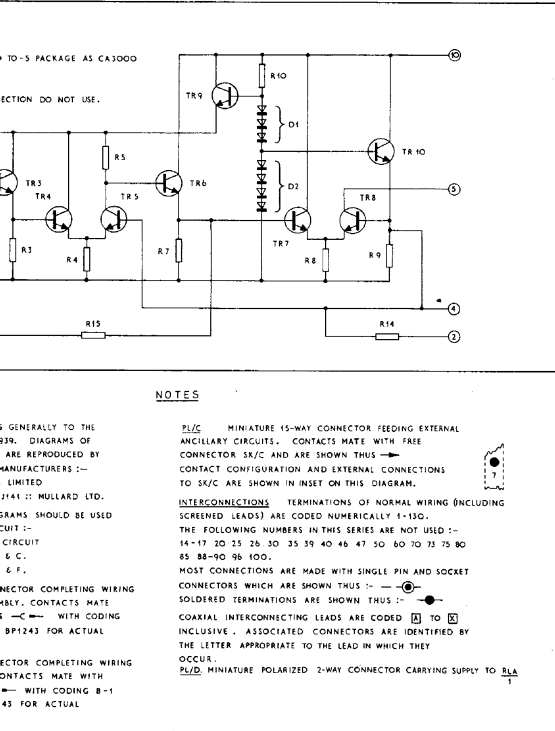 TO-5 PACKAGE AS CA3000
ECTION DO NOT USE.
10
R10
TR9
D1
R5
TR10
TR3
TR6
TR4
TR5
D2
TR8
5
TR7
R3
R4
R7
R8
R9
4
R15
R14
2
NOTES
S GENERALLY TO THE
939. DIAGRAMS OF
ARE REPRODUCED BY
MANUFACTURERS :—
LIMITED
J141 :: MULLARD LTD.
GRAMS SHOULD BE USED
CUIT :-
CIRCUIT
& C.
& F.
NECTOR COMPLETING WIRING
MBLY. CONTACTS MATE
S WITH CODING
BP1243 FOR ACTUAL
ECTOR COMPLETING WIRING
ONTACTS MATE WITH
WITH CODING B-1
43 FOR ACTUAL
PL/C MINIATURE 15-WAY CONNECTOR FEEDING EXTERNAL
ANCILLARY CIRCUITS. CONTACTS MATE WITH FREE
CONNECTOR SK/C AND ARE SHOWN THUS
CONTACT CONFIGURATION AND EXTERNAL CONNECTIONS
TO SK/C ARE SHOWN IN INSET ON THIS DIAGRAM.
7
INTERCONNECTIONS TERMINATIONS OF NORMAL WIRING (INCLUDING
SCREENED LEADS) ARE CODED NUMERICALLY 1-130.
THE FOLLOWING NUMBERS IN THIS SERIES ARE NOT USED :-
14-17 20 25 26 30 35 39 40 46 47 50 60 70 73 75 80
85 88-90 96 100.
MOST CONNECTIONS ARE MADE WITH SINGLE PIN AND SOCKET
CONNECTORS WHICH ARE SHOWN THUS :-
SOLDERED TERMINATIONS ARE SHOWN THUS :-
COAXIAL INTERCONNECTING LEADS ARE CODED A TO X
INCLUSIVE. ASSOCIATED CONNECTORS ARE IDENTIFIED BY
THE LETTER APPROPRIATE TO THE LEAD IN WHICH THEY
OCCUR.
PL/D. MINIATURE POLARIZED 2-WAY CONNECTOR CARRYING SUPPLY TO RLA
1